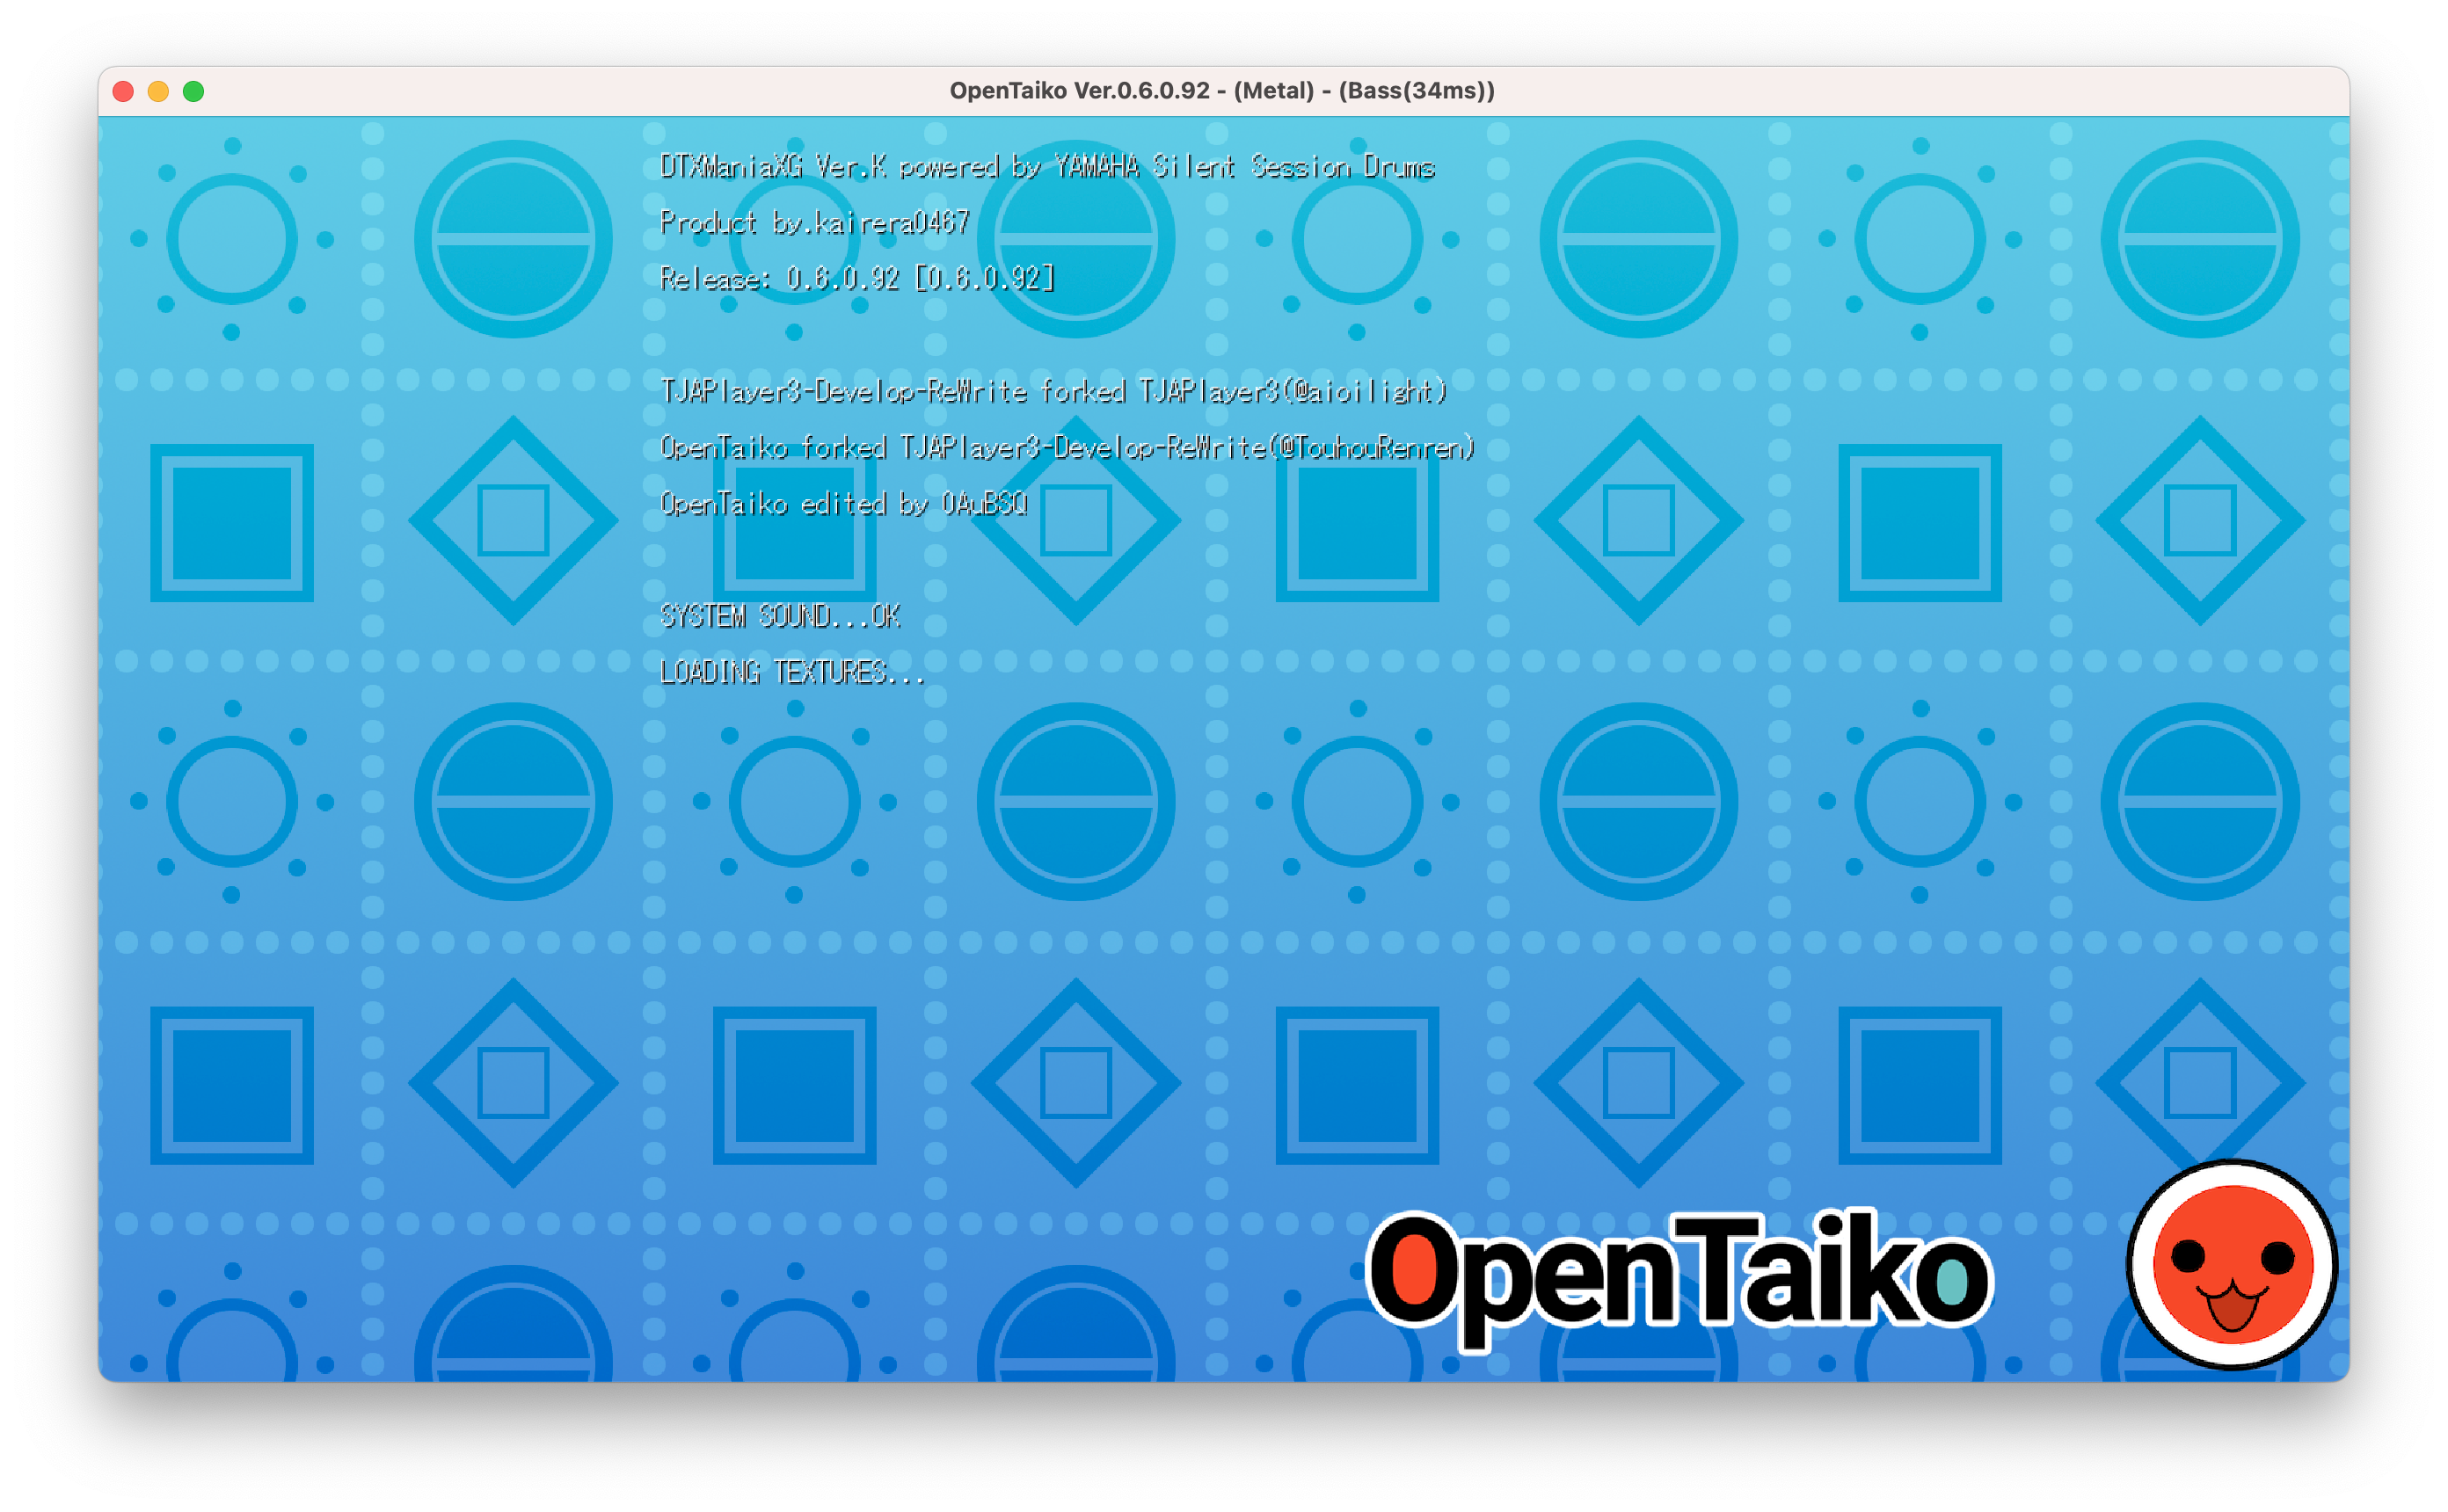 OpenTaiko Ver.0.6.0.92 - (Metal) - (Bass(34ms))
DTXManiaXG Ver.K powered by YAMAHA Silent Session Drums
Product by.kairera0467
Release: 0.6.0.92 [0.6.0.92]
TJAPlayer3-Develop-ReWrite forked TJAPlayer3(@aioilight)
OpenTaiko forked TJAPlayer3-Develop-ReWrite(@TouhouRenren)
OpenTaiko edited by 0AuBSQ
SYSTEM SOUND...OK
LOADING TEXTURES...
OpenTaiko